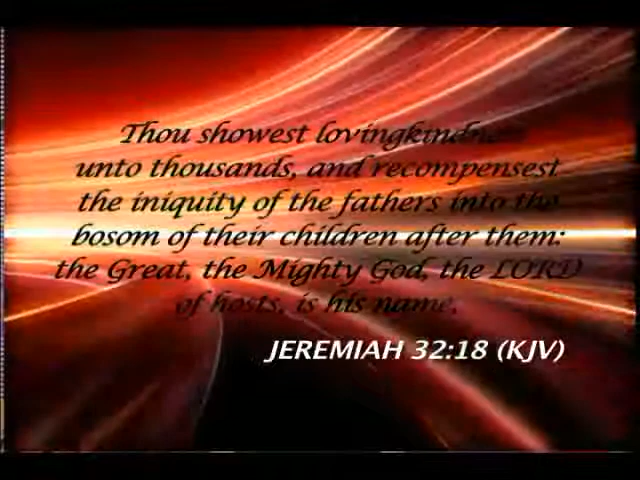 Thou showest lovingkindness
unto thousands, and recompensest
the iniquity of the fathers into the
bosom of their children after them:
the Great, the Mighty God, the LORD
of hosts, is his name,
JEREMIAH 32:18 (KJV)